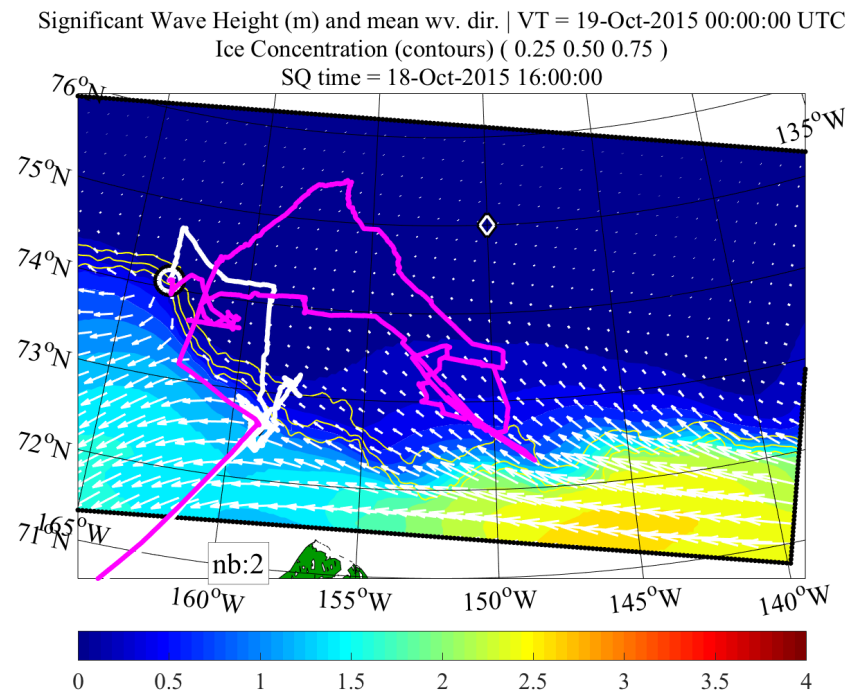 Significant Wave Height (m) and mean wv. dir. | VT = 19-Oct-2015 00:00:00 UTC
Ice Concentration (contours) ( 0.25 0.50 0.75 )
SQ time = 18-Oct-2015 16:00:00
76°N
135°W
75°N
74°N
73°N
72°N
71°N
165°W
nb:2
160°W 155°W 150°W 145°W 140°W
0 0.5 1 1.5 2 2.5 3 3.5 4